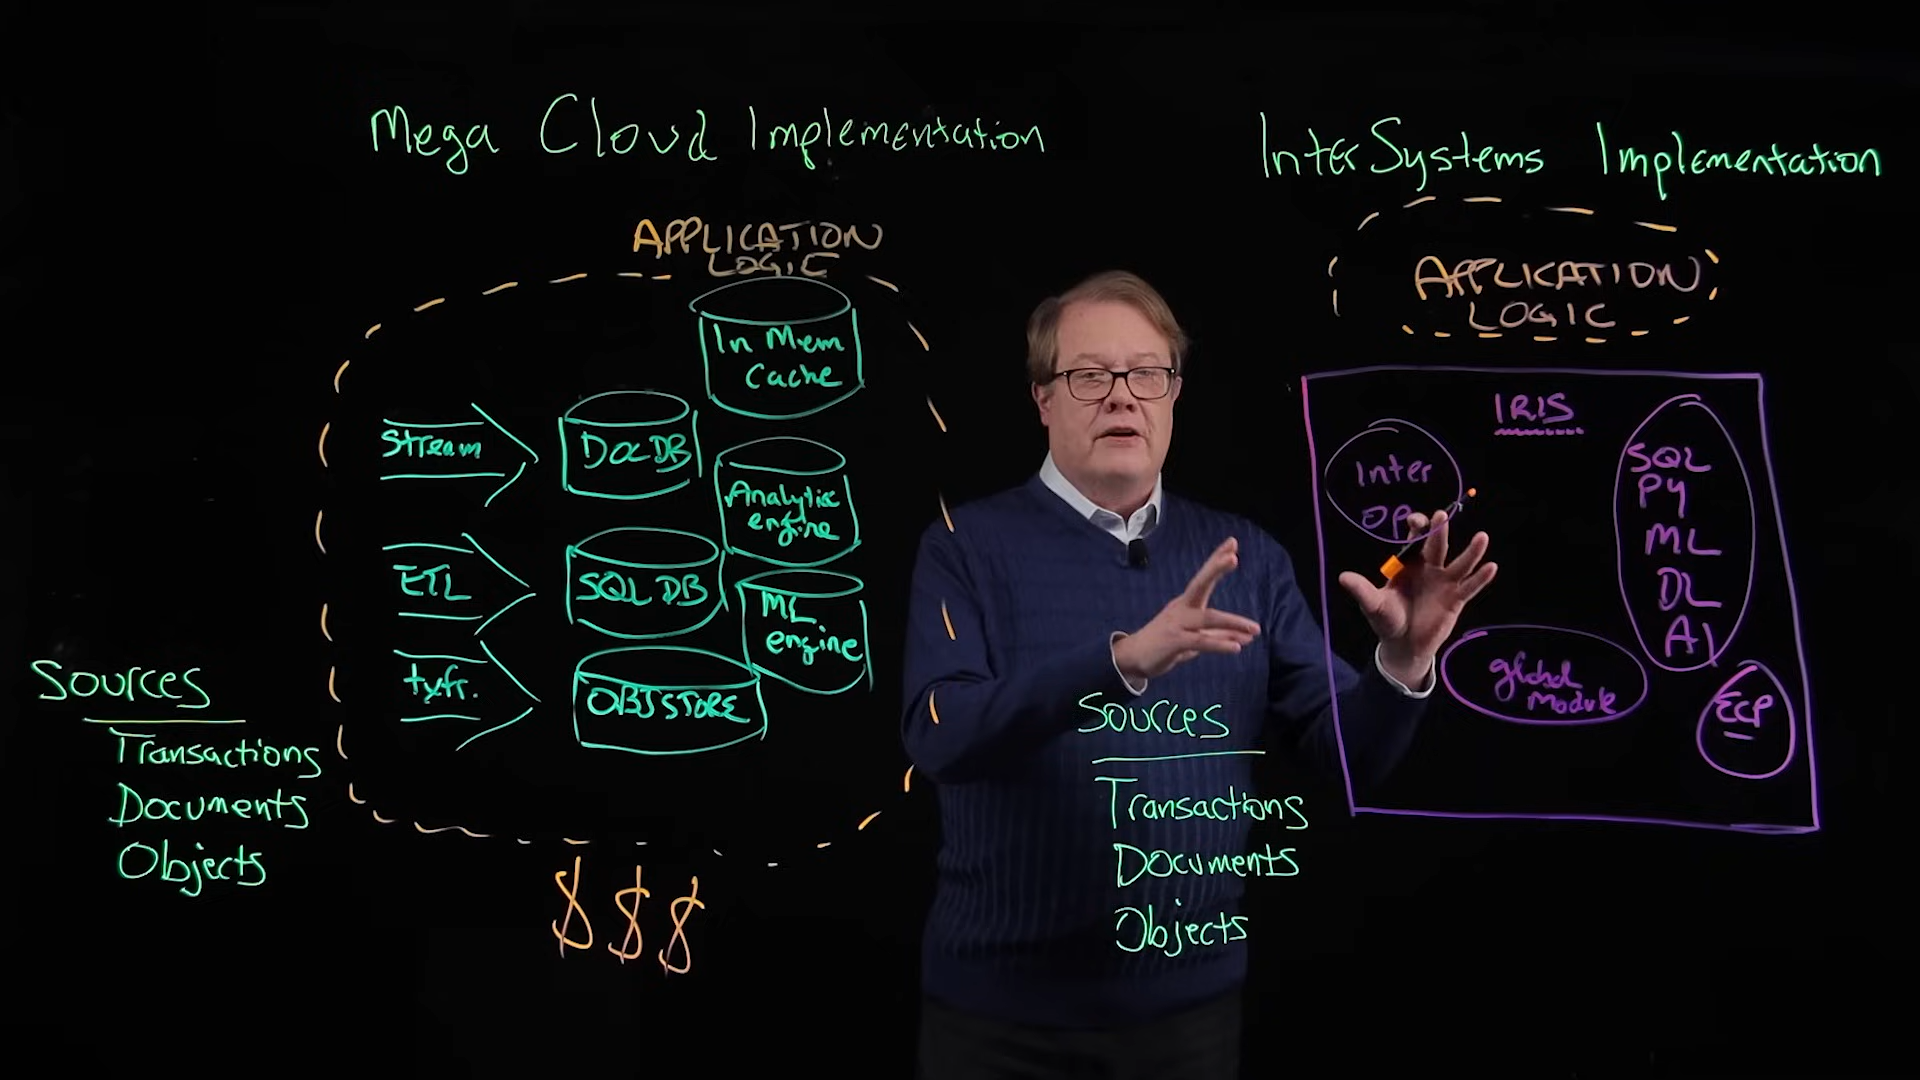 Mega Cloud Implementation
APPLICATION
LOGIC
In Mem
Cache
Stream
DOCDB
Analytic
engine
ETL
SQL DB
ML
engine
txfr.
OBJSTORE
Sources
Transactions
Documents
Objects
$$$
InterSystems Implementation
APPLICATION
LOGIC
IRIS
Inter
OP
SQL
PY
ML
DL
AI
global
Module
ECP
Sources
Transactions
Documents
Objects